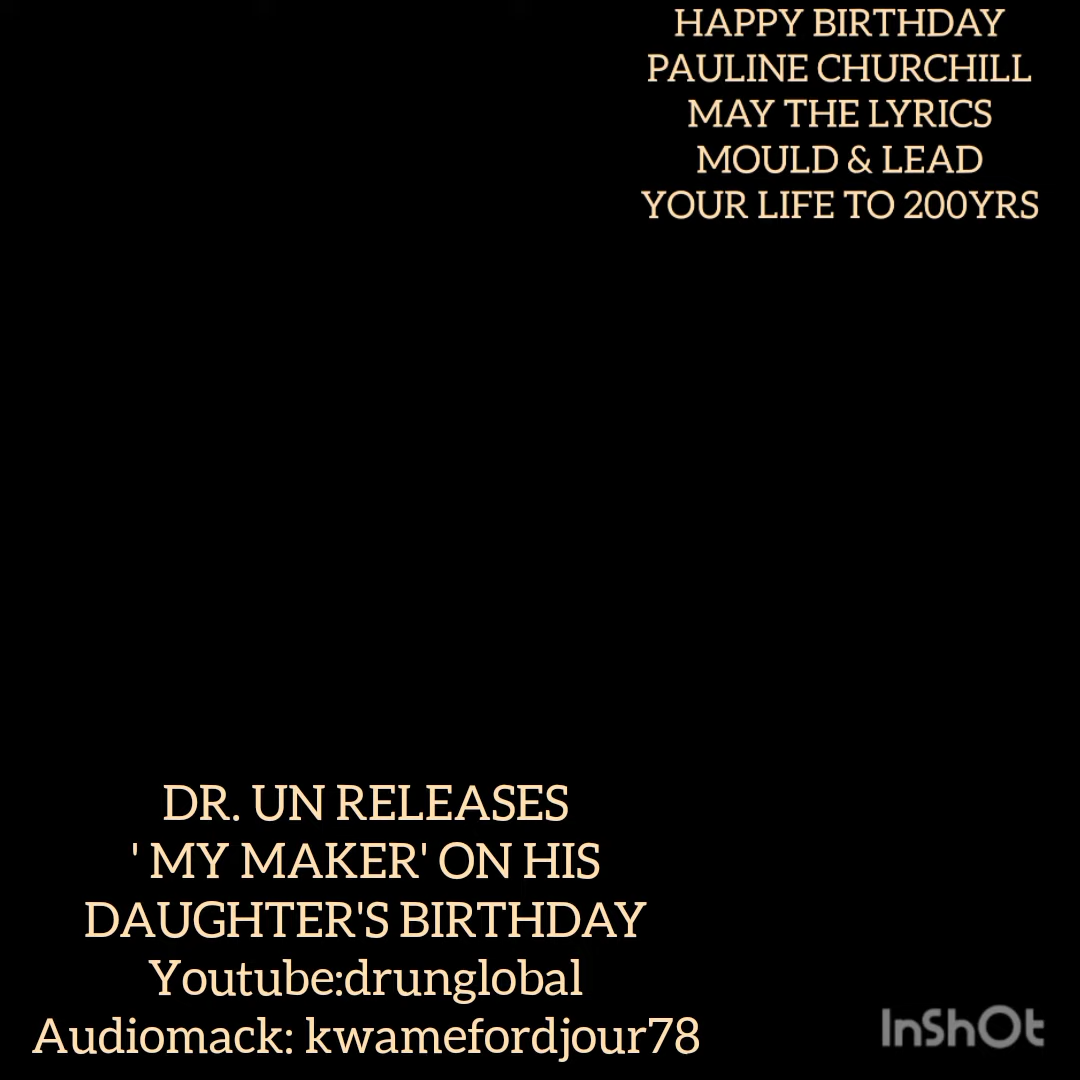 HAPPY BIRTHDAY
PAULINE CHURCHILL
MAY THE LYRICS
MOULD & LEAD
YOUR LIFE TO 200YRS
DR. UN RELEASES
' MY MAKER' ON HIS
DAUGHTER'S BIRTHDAY
Youtube:drunglobal
Audiomack: kwamefordjour78
InShOt